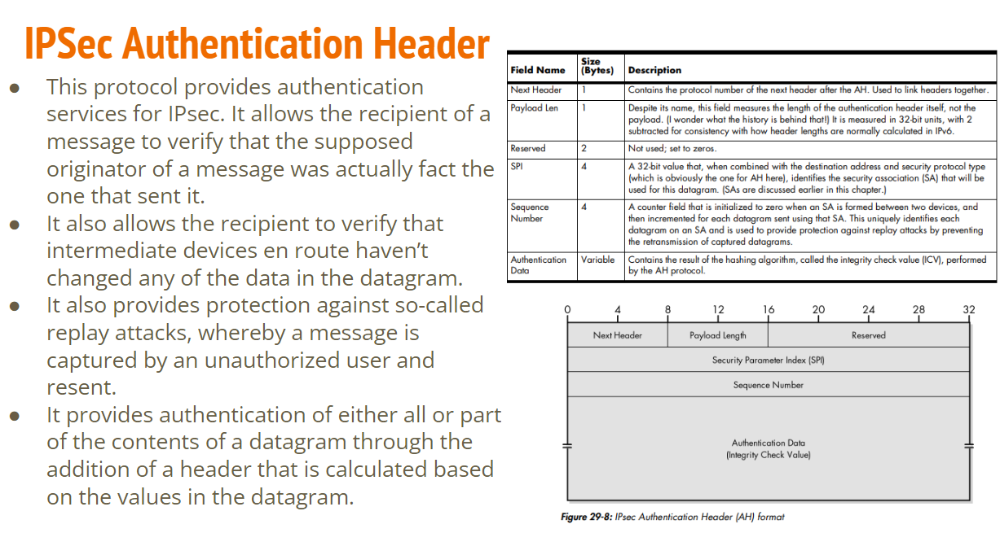 IPSec Authentication Header
● This protocol provides authentication
services for IPsec. It allows the recipient of a
message to verify that the supposed
originator of a message was actually fact the
one that sent it.
● It also allows the recipient to verify that
intermediate devices en route haven’t
changed any of the data in the datagram.
● It also provides protection against so-called
replay attacks, whereby a message is
captured by an unauthorized user and
resent.
● It provides authentication of either all or part
of the contents of a datagram through the
addition of a header that is calculated based
on the values in the datagram.
Field Name Size (Bytes) Description
Next Header 1 Contains the protocol number of the next header after the AH. Used to link headers together.
Payload Len 1 Despite its name, this field measures the length of the authentication header itself, not the
payload. (I wonder what the history is behind that!) It is measured in 32-bit units, with 2
subtracted for consistency with how header lengths are normally calculated in IPv6.
Reserved 2 Not used; set to zeros.
SPI 4 A 32-bit value that, when combined with the destination address and security protocol type
(which is obviously the one for AH here), identifies the security association (SA) that will be
used for this datagram. (SAs are discussed earlier in this chapter.)
Sequence 4 A counter field that is initialized to zero when an SA is formed between two devices, and
Number then incremented for each datagram sent using that SA. This uniquely identifies each
datagram on an SA and is used to provide protection against replay attacks by preventing
the retransmission of captured datagrams.
Authentication Variable Contains the result of the hashing algorithm, called the integrity check value (ICV), performed
Data by the AH protocol.
0 4 8 12 16 20 24 28 32
Next Header Payload Length Reserved
Security Parameter Index (SPI)
Sequence Number
Authentication Data
(Integrity Check Value)
Figure 29-8: IPsec Authentication Header (AH) format